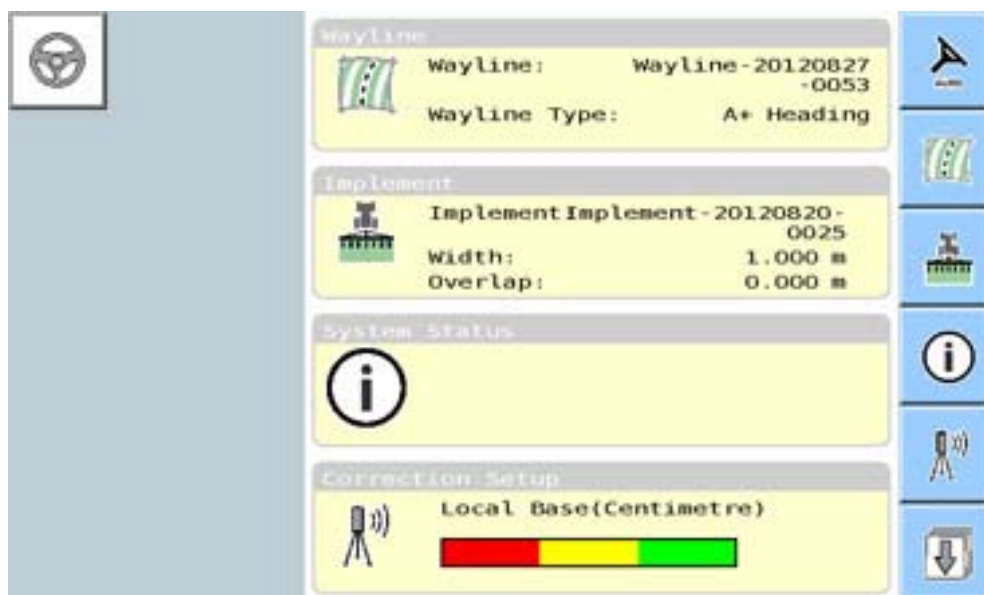 Wayline
Wayline: Wayline-20120827
-0053
Wayline Type: A+ Heading
Implement
Implement Implement-20120820-
0025
Width: 1.000 m
Overlap: 0.000 m
System Status
Correction Setup
Local Base(Centimetre)
AUTO